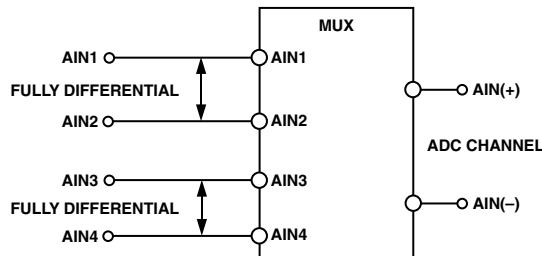 MUX
AIN1 AIN1
FULLY DIFFERENTIAL
AIN2 AIN2
AIN(+)
ADC CHANNEL
AIN3 AIN3
FULLY DIFFERENTIAL
AIN(–)
AIN4 AIN4